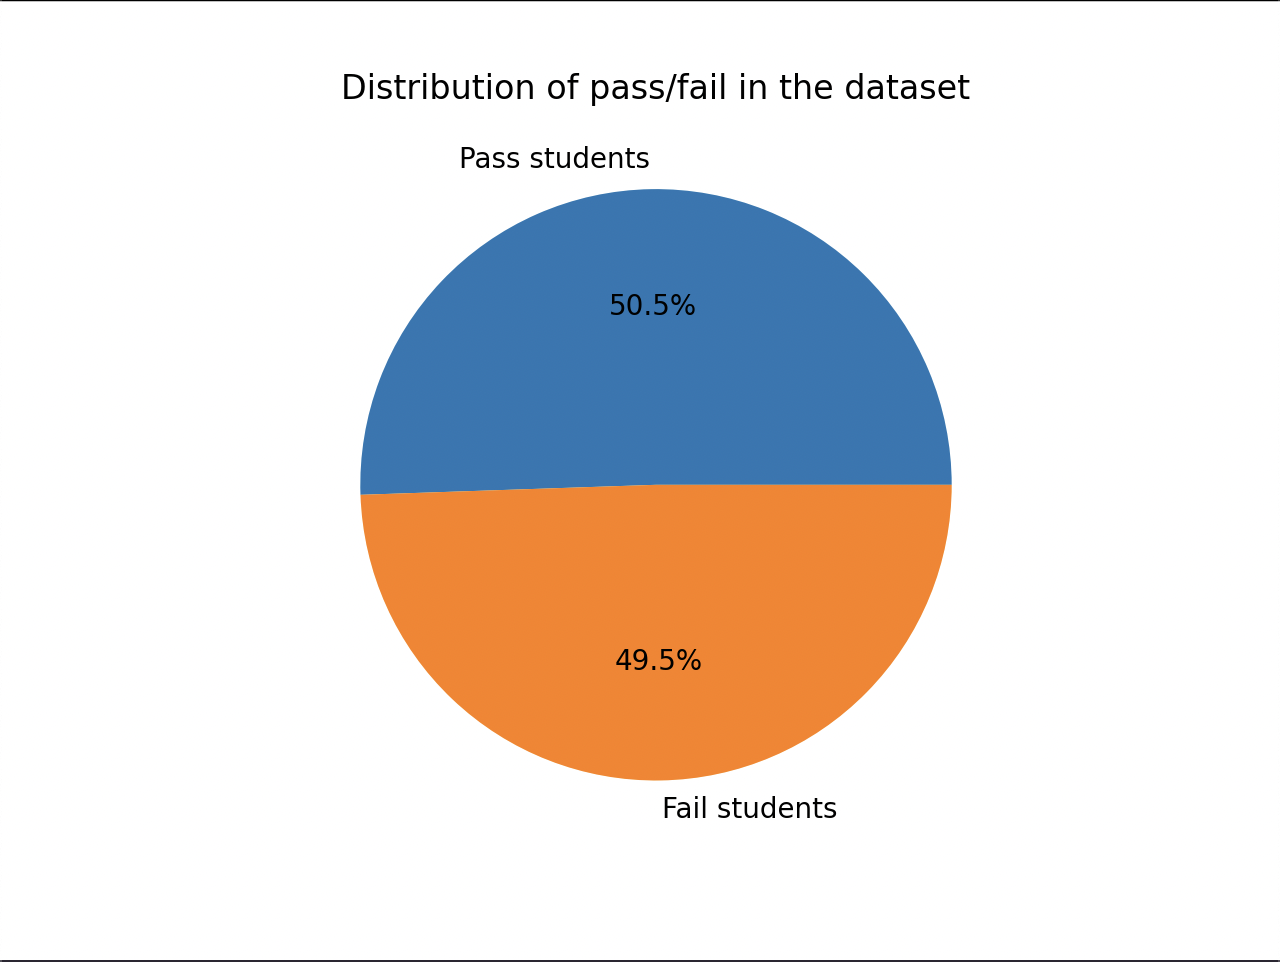 Distribution of pass/fail in the dataset
Pass students
50.5%
49.5%
Fail students